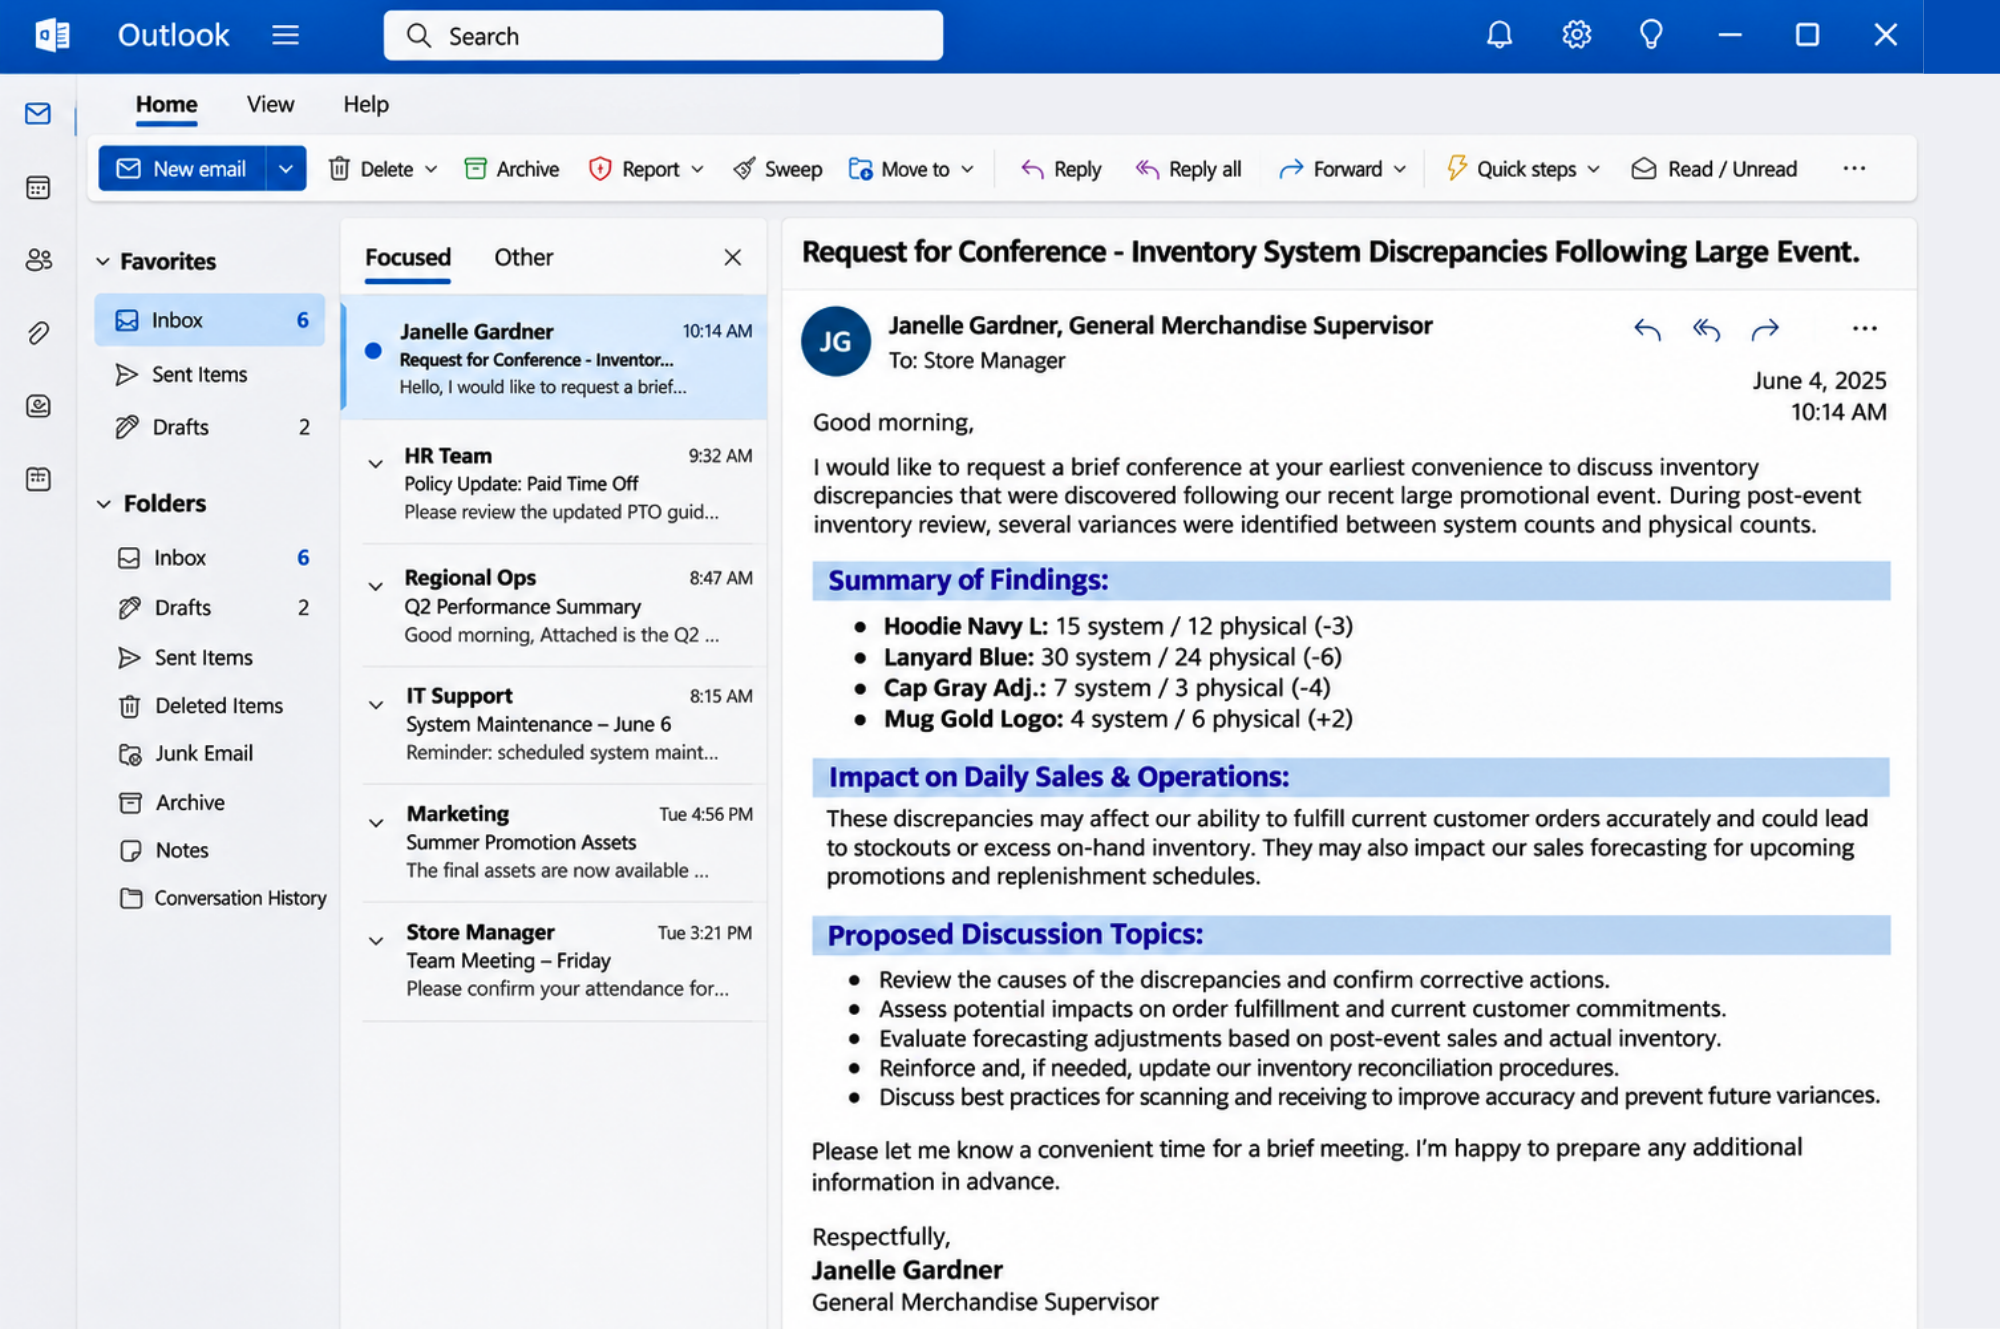 Outlook
Search
Home View Help
New email Delete Archive Report Sweep Move to Reply Reply all Forward Quick steps Read / Unread ...
Favorites
Inbox 6
Sent Items
Drafts 2
Folders
Inbox 6
Drafts 2
Sent Items
Deleted Items
Junk Email
Archive
Notes
Conversation History
Focused Other
Janelle Gardner 10:14 AM
Request for Conference - Inventor...
Hello, I would like to request a brief...
HR Team 9:32 AM
Policy Update: Paid Time Off
Please review the updated PTO guid...
Regional Ops 8:47 AM
Q2 Performance Summary
Good morning, Attached is the Q2 ...
IT Support 8:15 AM
System Maintenance – June 6
Reminder: scheduled system maint...
Marketing Tue 4:56 PM
Summer Promotion Assets
The final assets are now available ...
Store Manager Tue 3:21 PM
Team Meeting – Friday
Please confirm your attendance for...
Request for Conference - Inventory System Discrepancies Following Large Event.
JG
Janelle Gardner, General Merchandise Supervisor
To: Store Manager
...
June 4, 2025
10:14 AM
Good morning,
I would like to request a brief conference at your earliest convenience to discuss inventory
discrepancies that were discovered following our recent large promotional event. During post-event
inventory review, several variances were identified between system counts and physical counts.
Summary of Findings:
● Hoodie Navy L: 15 system / 12 physical (-3)
● Lanyard Blue: 30 system / 24 physical (-6)
● Cap Gray Adj.: 7 system / 3 physical (-4)
● Mug Gold Logo: 4 system / 6 physical (+2)
Impact on Daily Sales & Operations:
These discrepancies may affect our ability to fulfill current customer orders accurately and could lead
to stockouts or excess on-hand inventory. They may also impact our sales forecasting for upcoming
promotions and replenishment schedules.
Proposed Discussion Topics:
● Review the causes of the discrepancies and confirm corrective actions.
● Assess potential impacts on order fulfillment and current customer commitments.
● Evaluate forecasting adjustments based on post-event sales and actual inventory.
● Reinforce and, if needed, update our inventory reconciliation procedures.
● Discuss best practices for scanning and receiving to improve accuracy and prevent future variances.
Please let me know a convenient time for a brief meeting. I'm happy to prepare any additional
information in advance.
Respectfully,
Janelle Gardner
General Merchandise Supervisor